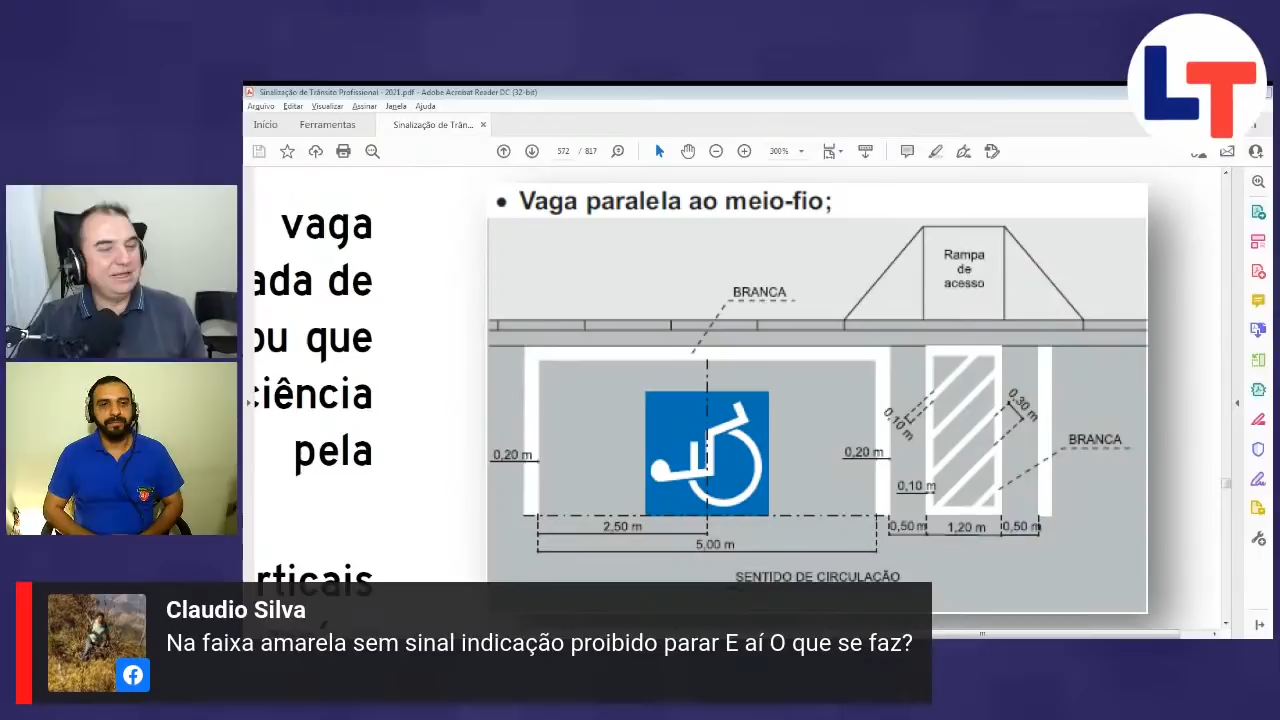 LT
Sinalização de Trânsito Profissional - 2021.pdf - Adobe Acrobat Reader DC (32-bit)
Arquivo Editar Visualizar Assinar Janela Ajuda
Início Ferramentas Sinalização de Trân... ×
572 / 817 300%
vaga
ada de
ou que
ciência
pela
rticais
• Vaga paralela ao meio-fio;
Rampa
de
acesso
BRANCA
0,10 m
0,30 m
BRANCA
0,20 m
0,20 m
0,10 m
2,50 m
0,50 m
1,20 m
0,50 m
5,00 m
SENTIDO DE CIRCULAÇÃO
Claudio Silva
Na faixa amarela sem sinal indicação proibido parar E aí O que se faz?